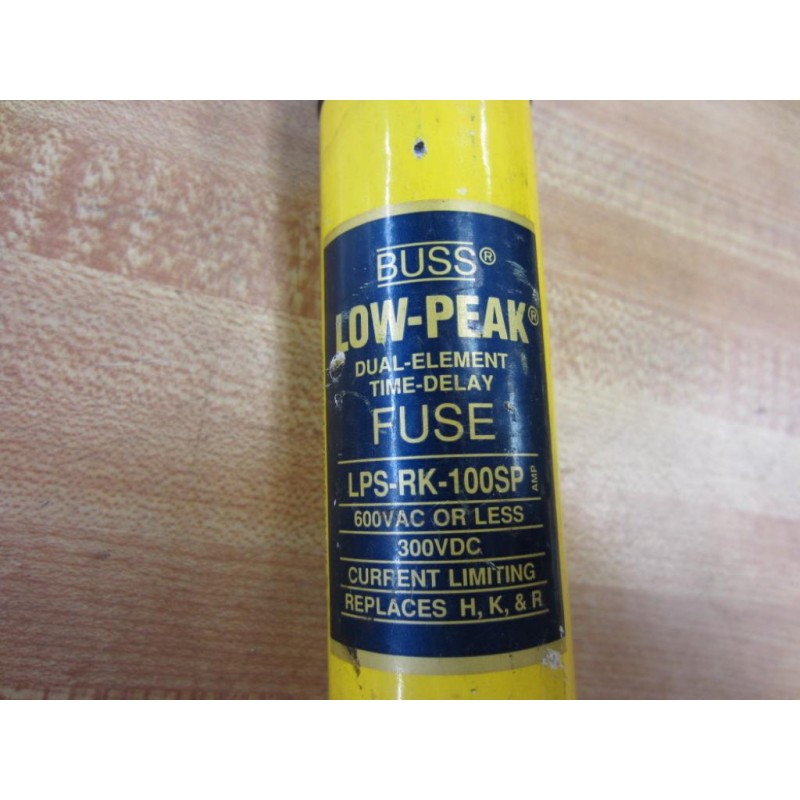 BUSS®
LOW-PEAK®
DUAL-ELEMENT
TIME-DELAY
FUSE
LPS-RK-100SP AMP
600VAC OR LESS
300VDC
CURRENT LIMITING
REPLACES H, K, & R